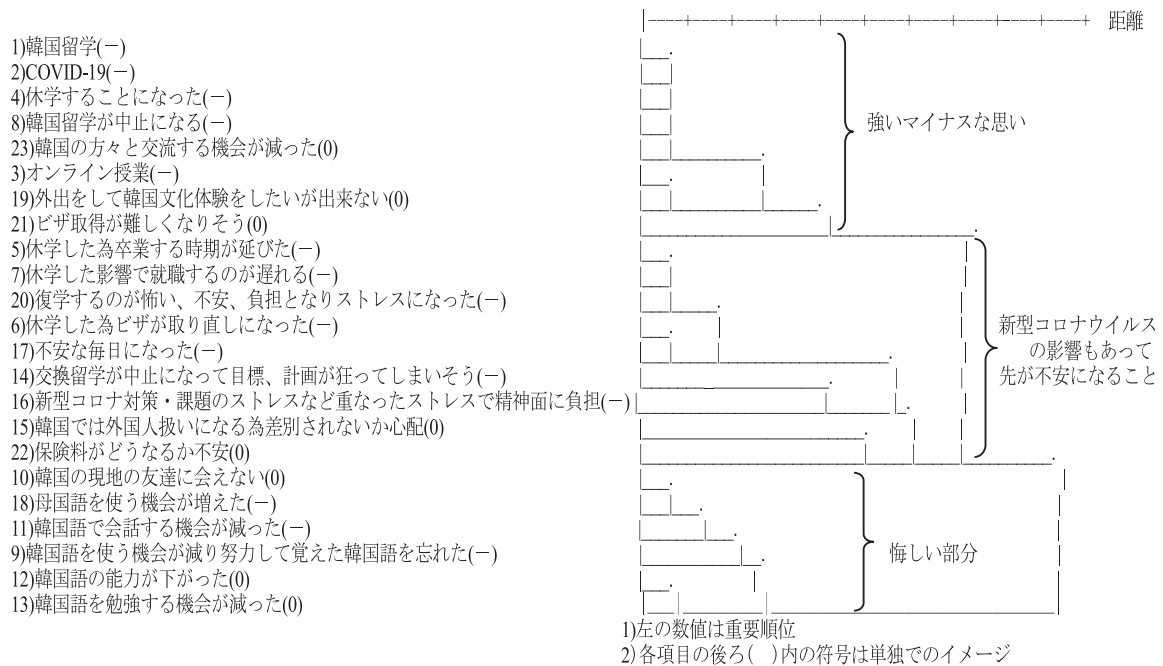 距離
1)韓国留学(－)
2)COVID-19(－)
4)休学することになった(－)
8)韓国留学が中止になる(－)
23)韓国の方々と交流する機会が減った(0)
3)オンライン授業(－)
19)外出をして韓国文化体験をしたいが出来ない(0)
21)ビザ取得が難しくなりそう(0)
強いマイナスな思い
5)休学した為卒業する時期が延びた(－)
7)休学した影響で就職するのが遅れる(－)
20)復学するのが怖い、不安、負担となりストレスになった(－)
6)休学した為ビザが取り直しになった(－)
17)不安な毎日になった(－)
14)交換留学が中止になって目標、計画が狂ってしまいそう(－)
16)新型コロナ対策・課題のストレスなど重なったストレスで精神面に負担(－)
15)韓国では外国人扱いになる為差別されないか心配(0)
22)保険料がどうなるか不安(0)
新型コロナウイルス
の影響もあって
先が不安になること
10)韓国の現地の友達に会えない(0)
18)母国語を使う機会が増えた(－)
11)韓国語で会話する機会が減った(－)
9)韓国語を使う機会が減り努力して覚えた韓国語を忘れた(－)
12)韓国語の能力が下がった(0)
13)韓国語を勉強する機会が減った(0)
悔しい部分
1)左の数値は重要順位
2)各項目の後ろ(　)内の符号は単独でのイメージ